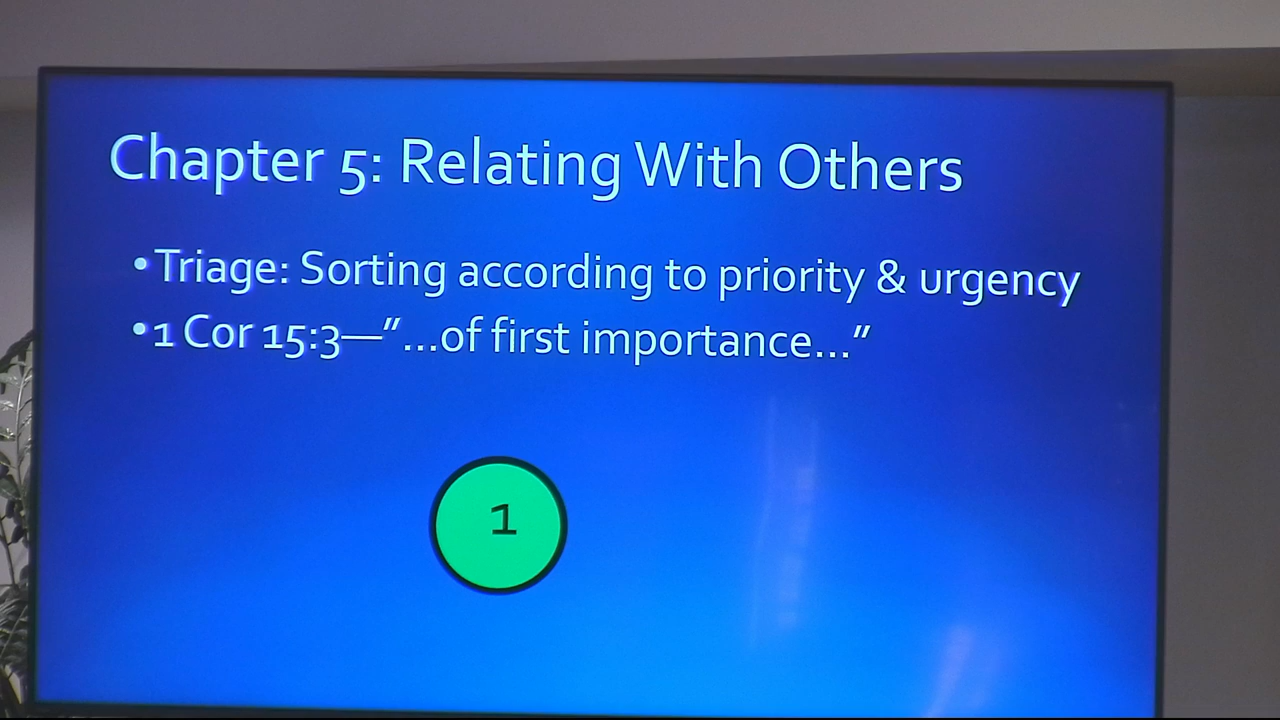 Chapter 5: Relating With Others
•Triage: Sorting according to priority & urgency
•1 Cor 15:3—”…of first importance…”
1